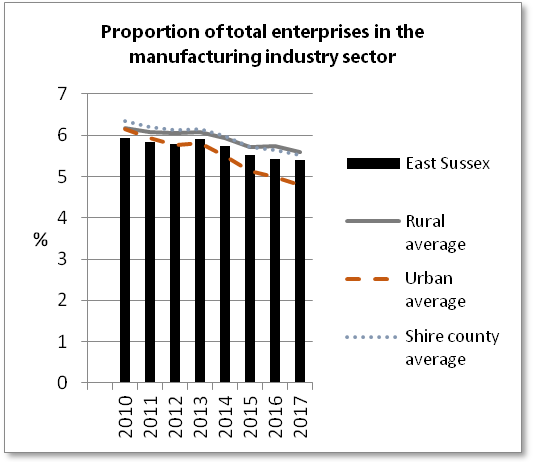 Proportion of total enterprises in the
manufacturing industry sector
7
6
5
4
3
2
1
0
%
2010
2011
2012
2013
2014
2015
2016
2017
East Sussex
Rural
average
Urban
average
Shire county
average